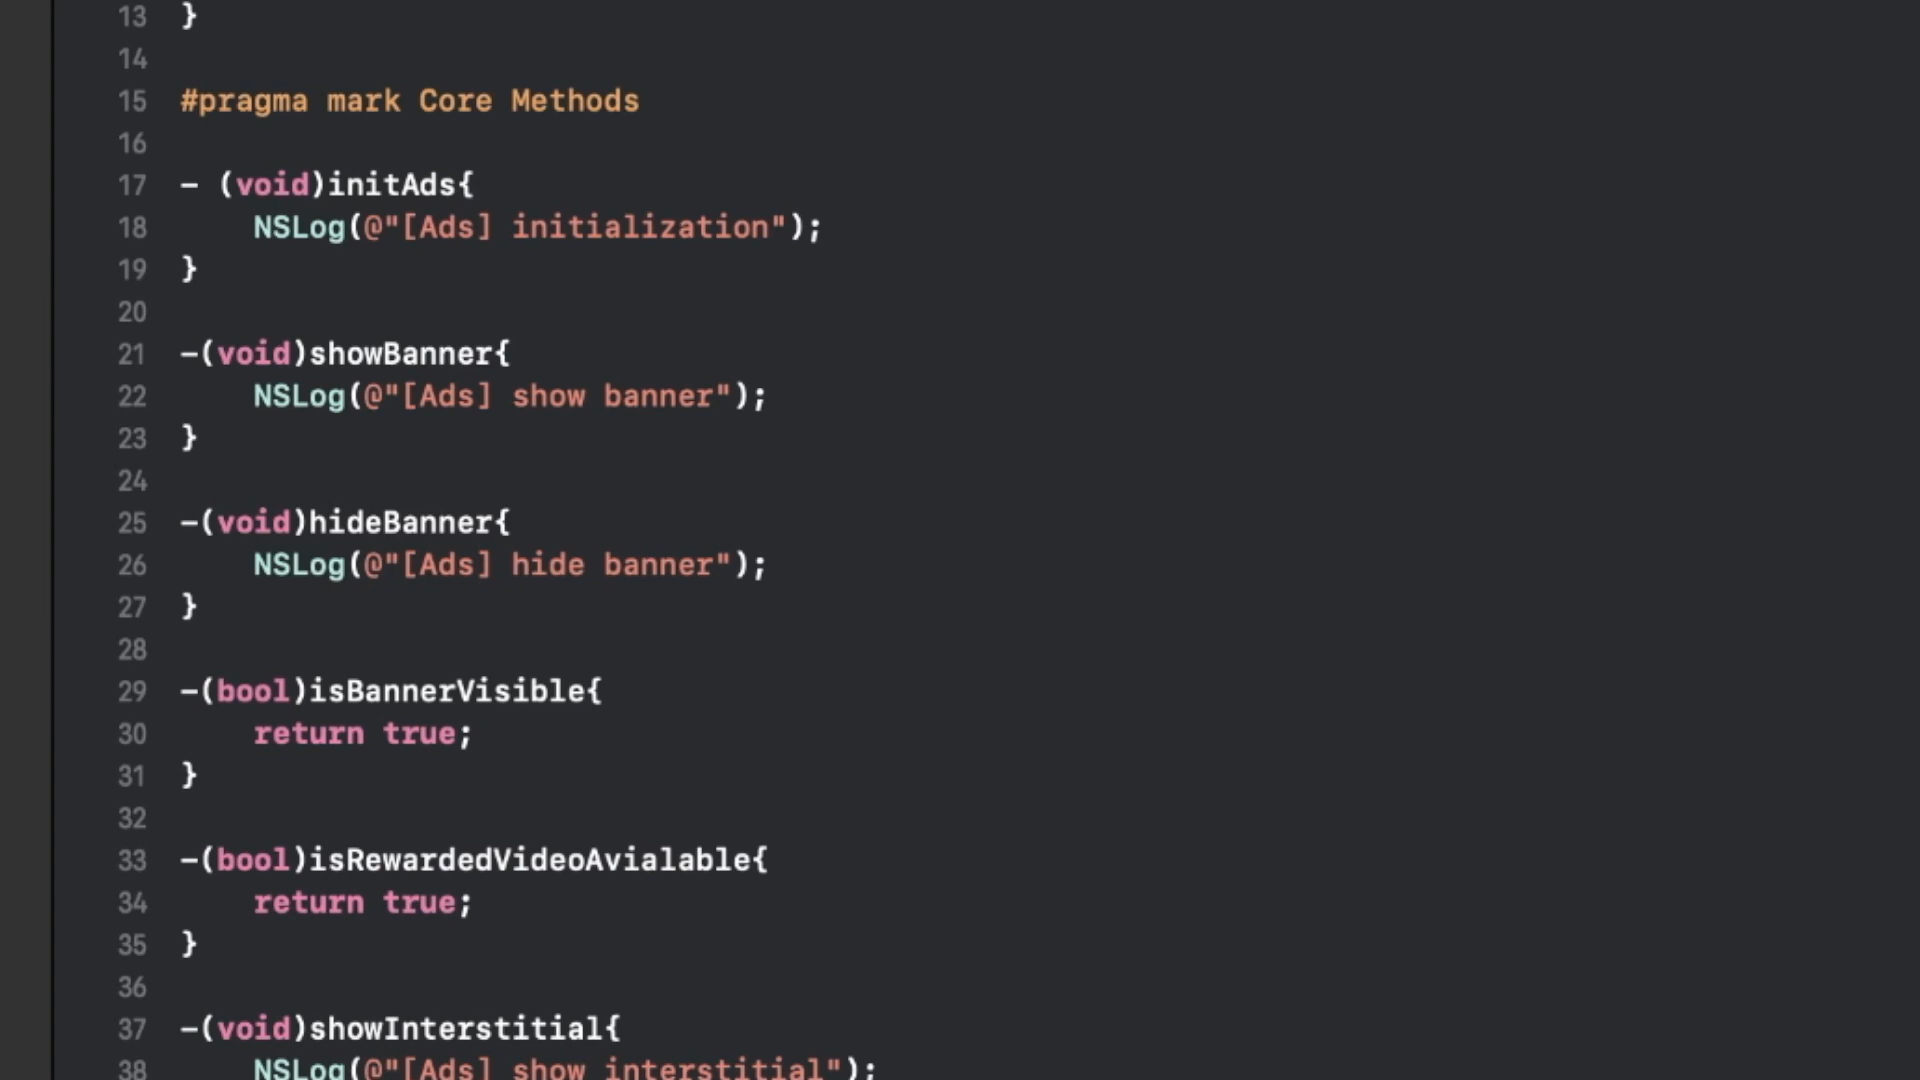 13 }
14
15 #pragma mark Core Methods
16
17 - (void)initAds{
18     NSLog(@"[Ads] initialization");
19 }
20
21 -(void)showBanner{
22     NSLog(@"[Ads] show banner");
23 }
24
25 -(void)hideBanner{
26     NSLog(@"[Ads] hide banner");
27 }
28
29 -(bool)isBannerVisible{
30     return true;
31 }
32
33 -(bool)isRewardedVideoAvialable{
34     return true;
35 }
36
37 -(void)showInterstitial{
38     NSLog(@"[Ads] show interstitial");